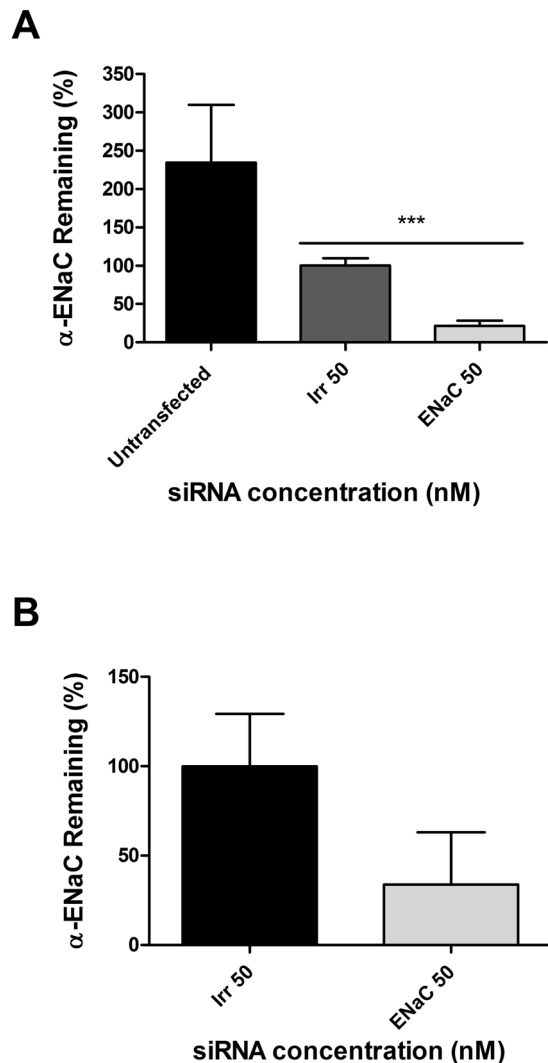 A
α-ENaC Remaining (%)
350
300
250
200
150
100
50
0
***
Untransfected
Irr 50
ENaC 50
siRNA concentration (nM)
B
α-ENaC Remaining (%)
150
100
50
0
Irr 50
ENaC 50
siRNA concentration (nM)